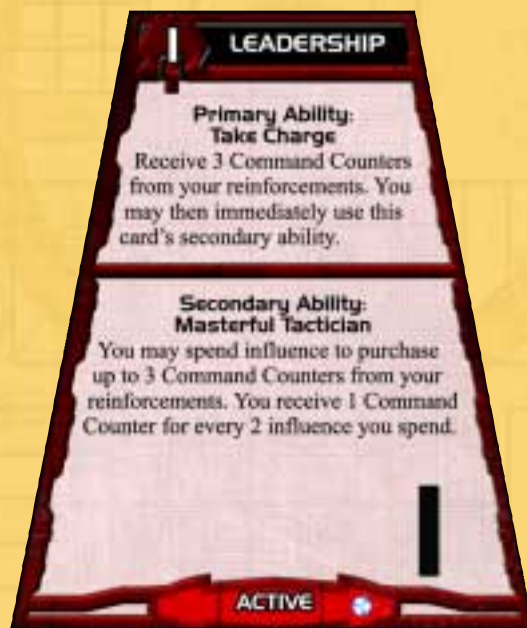 1 LEADERSHIP
Primary Ability:
Take Charge
Receive 3 Command Counters
from your reinforcements. You
may then immediately use this
card's secondary ability.
Secondary Ability:
Masterful Tactician
You may spend influence to purchase
up to 3 Command Counters from your
reinforcements. You receive 1 Command
Counter for every 2 influence you spend.
ACTIVE